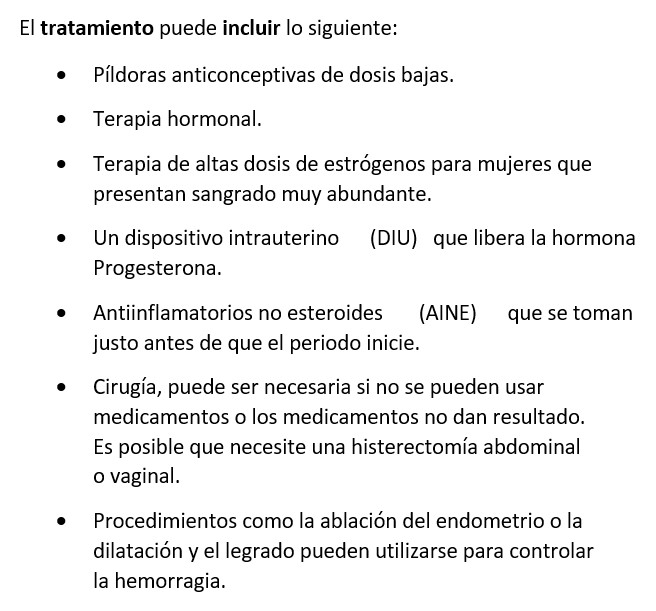 El tratamiento puede incluir lo siguiente:
• Píldoras anticonceptivas de dosis bajas.
• Terapia hormonal.
• Terapia de altas dosis de estrógenos para mujeres que
presentan sangrado muy abundante.
• Un dispositivo intrauterino (DIU) que libera la hormona
Progesterona.
• Antiinflamatorios no esteroides (AINE) que se toman
justo antes de que el periodo inicie.
• Cirugía, puede ser necesaria si no se pueden usar
medicamentos o los medicamentos no dan resultado.
Es posible que necesite una histerectomía abdominal
o vaginal.
• Procedimientos como la ablación del endometrio o la
dilatación y el legrado pueden utilizarse para controlar
la hemorragia.